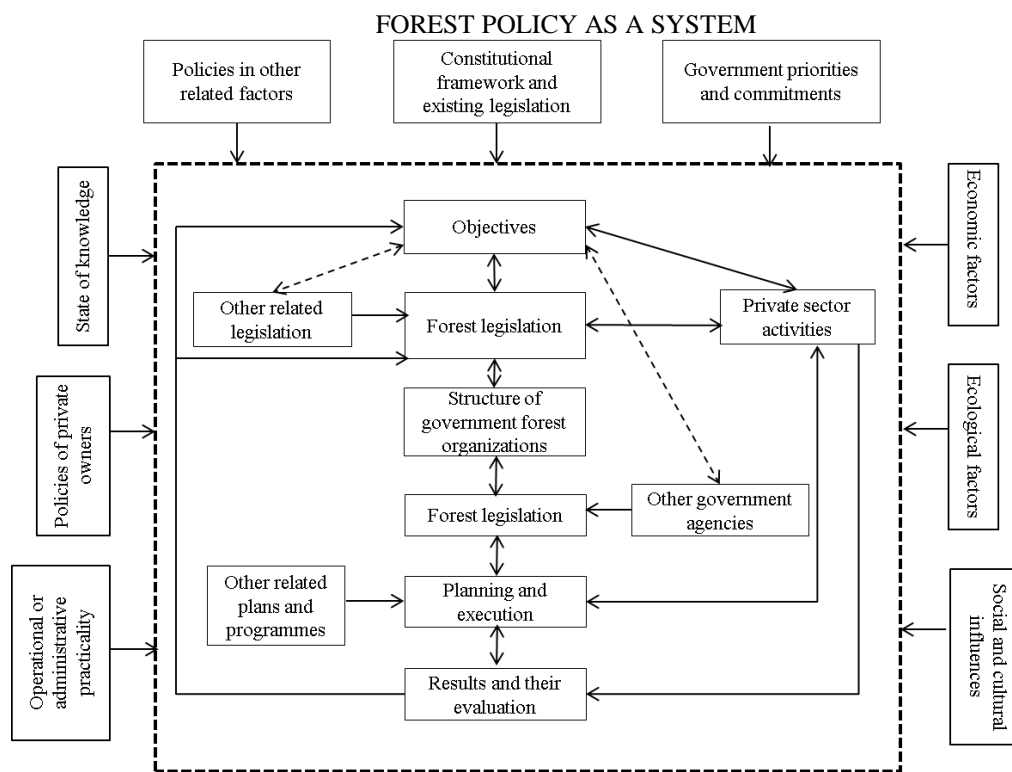 FOREST POLICY AS A SYSTEM
Policies in other
related factors
Constitutional
framework and
existing legislation
Government priorities
and commitments
State of knowledge
Policies of private
owners
Operational or
administrative
practicality
Objectives
Other related
legislation
Forest legislation
Private sector
activities
Structure of
government forest
organizations
Forest legislation
Other government
agencies
Other related
plans and
programmes
Planning and
execution
Results and their
evaluation
Economic factors
Ecological factors
Social and cultural
influences